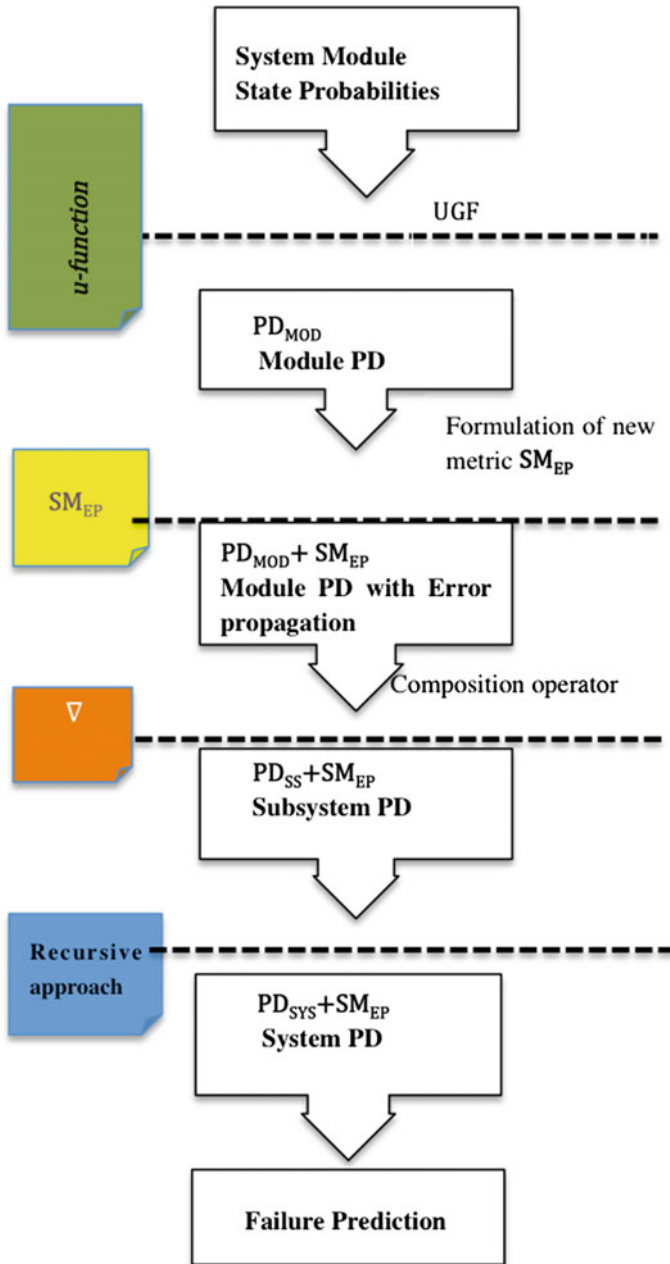 System Module
State Probabilities
u-function
UGF
PD_MOD
Module PD
Formulation of new
metric SM_EP
SM_EP
PD_MOD+ SM_EP
Module PD with Error
propagation
Composition operator
∇
PD_SS+SM_EP
Subsystem PD
Recursive
approach
PD_SYS+SM_EP
System PD
Failure Prediction